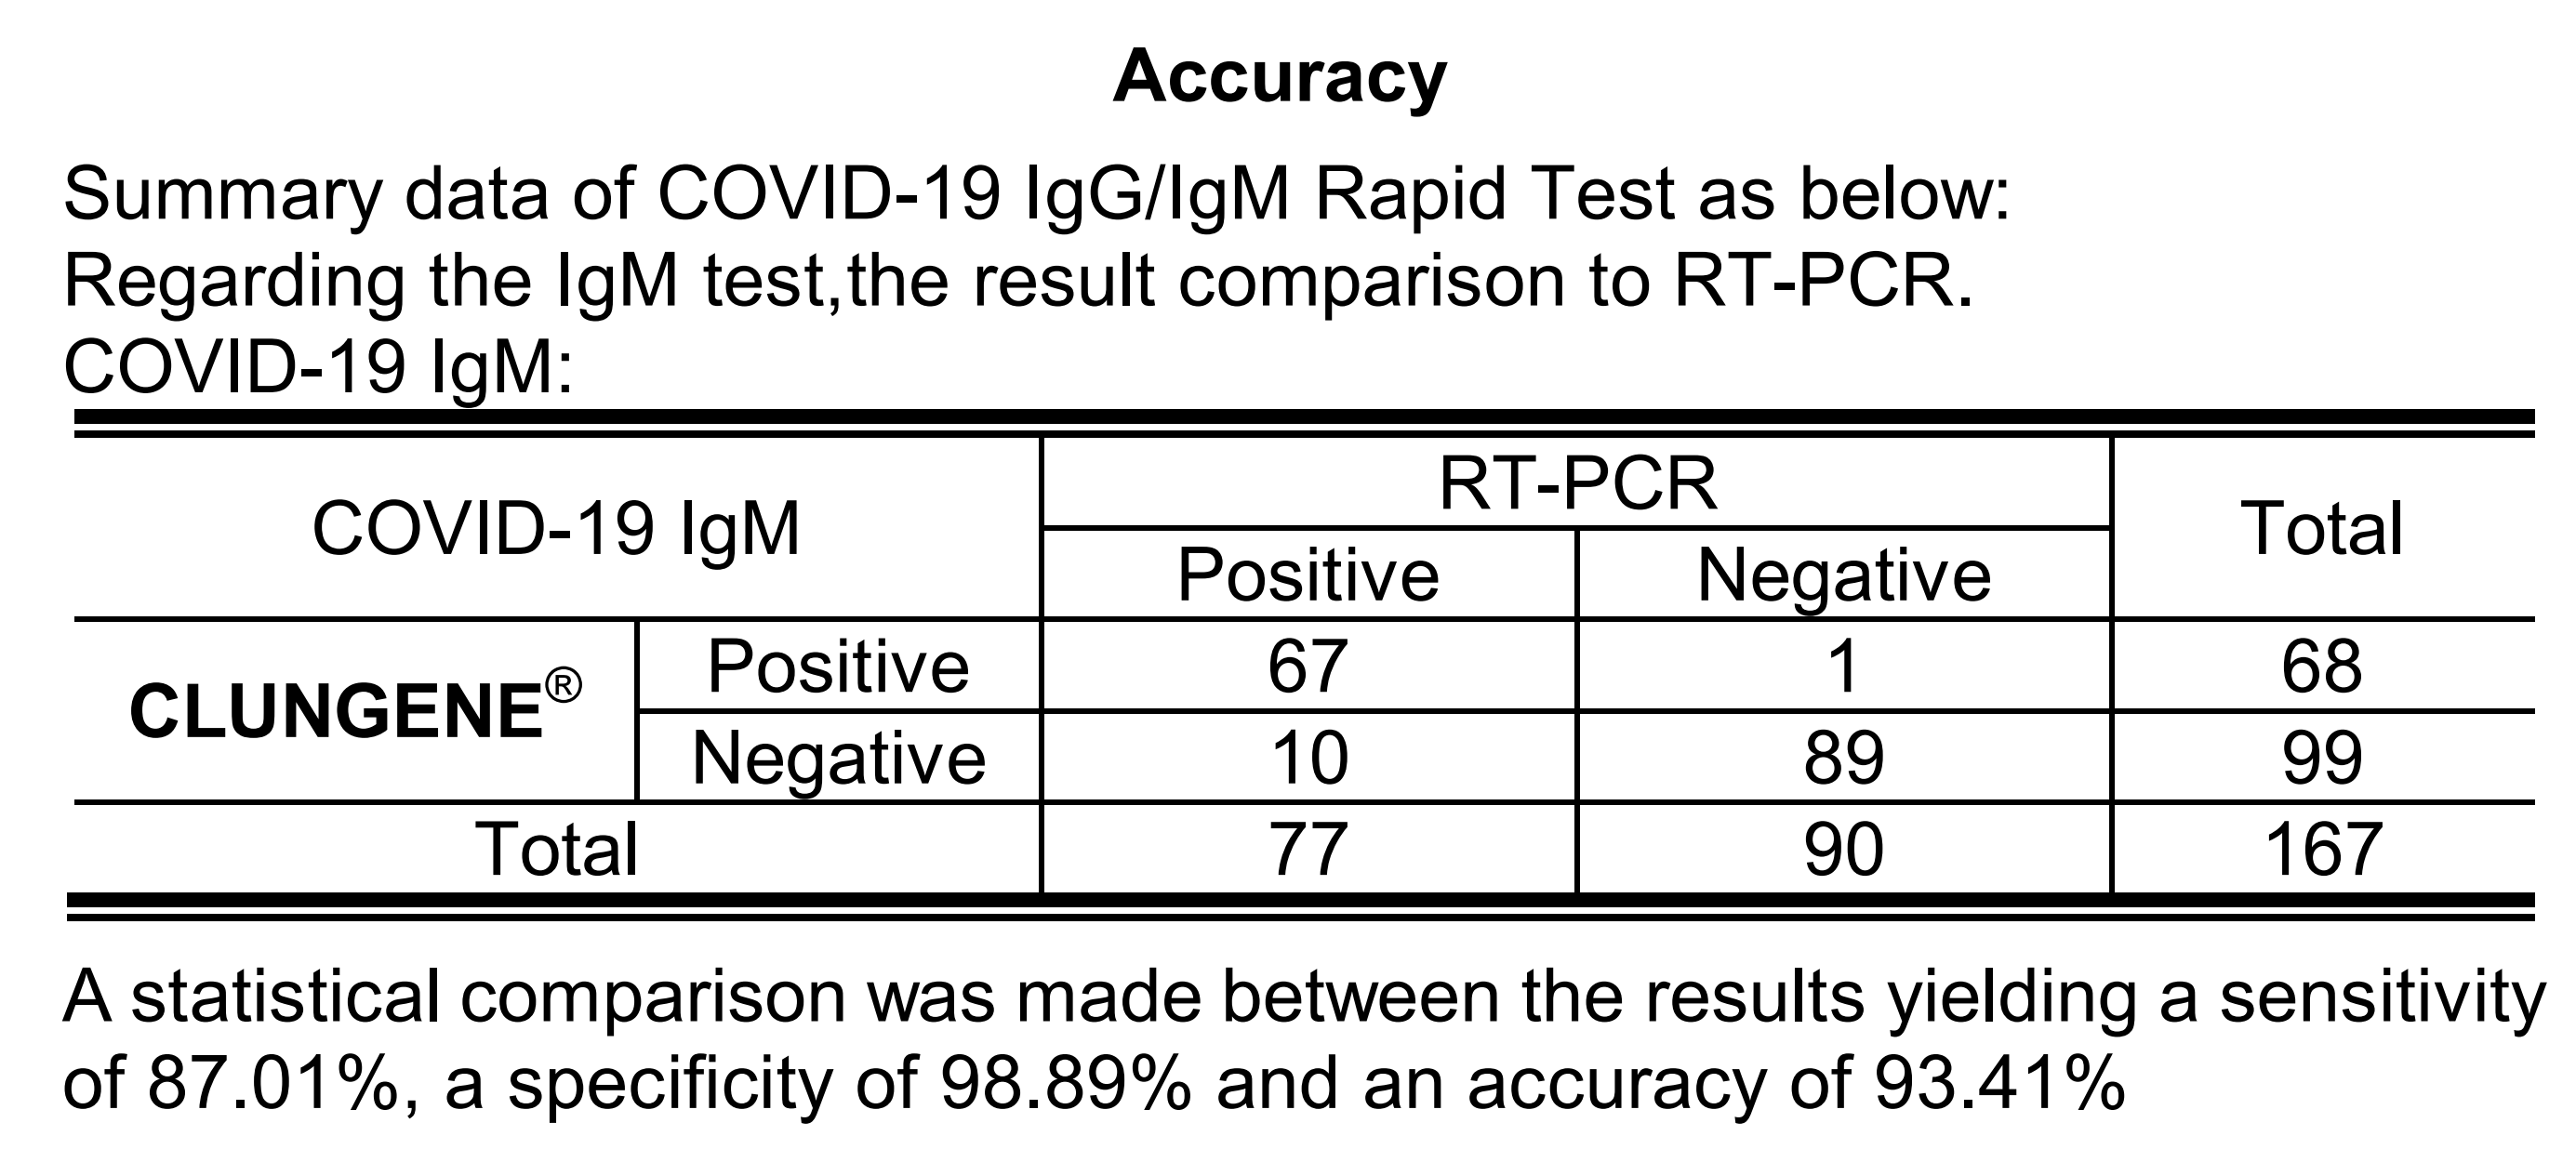 Accuracy
Summary data of COVID-19 IgG/IgM Rapid Test as below:
Regarding the IgM test,the result comparison to RT-PCR.
COVID-19 IgM:
COVID-19 IgM RT-PCR Total
Positive Negative
CLUNGENE® Positive 67 1 68
Negative 10 89 99
Total 77 90 167
A statistical comparison was made between the results yielding a sensitivity
of 87.01%, a specificity of 98.89% and an accuracy of 93.41%